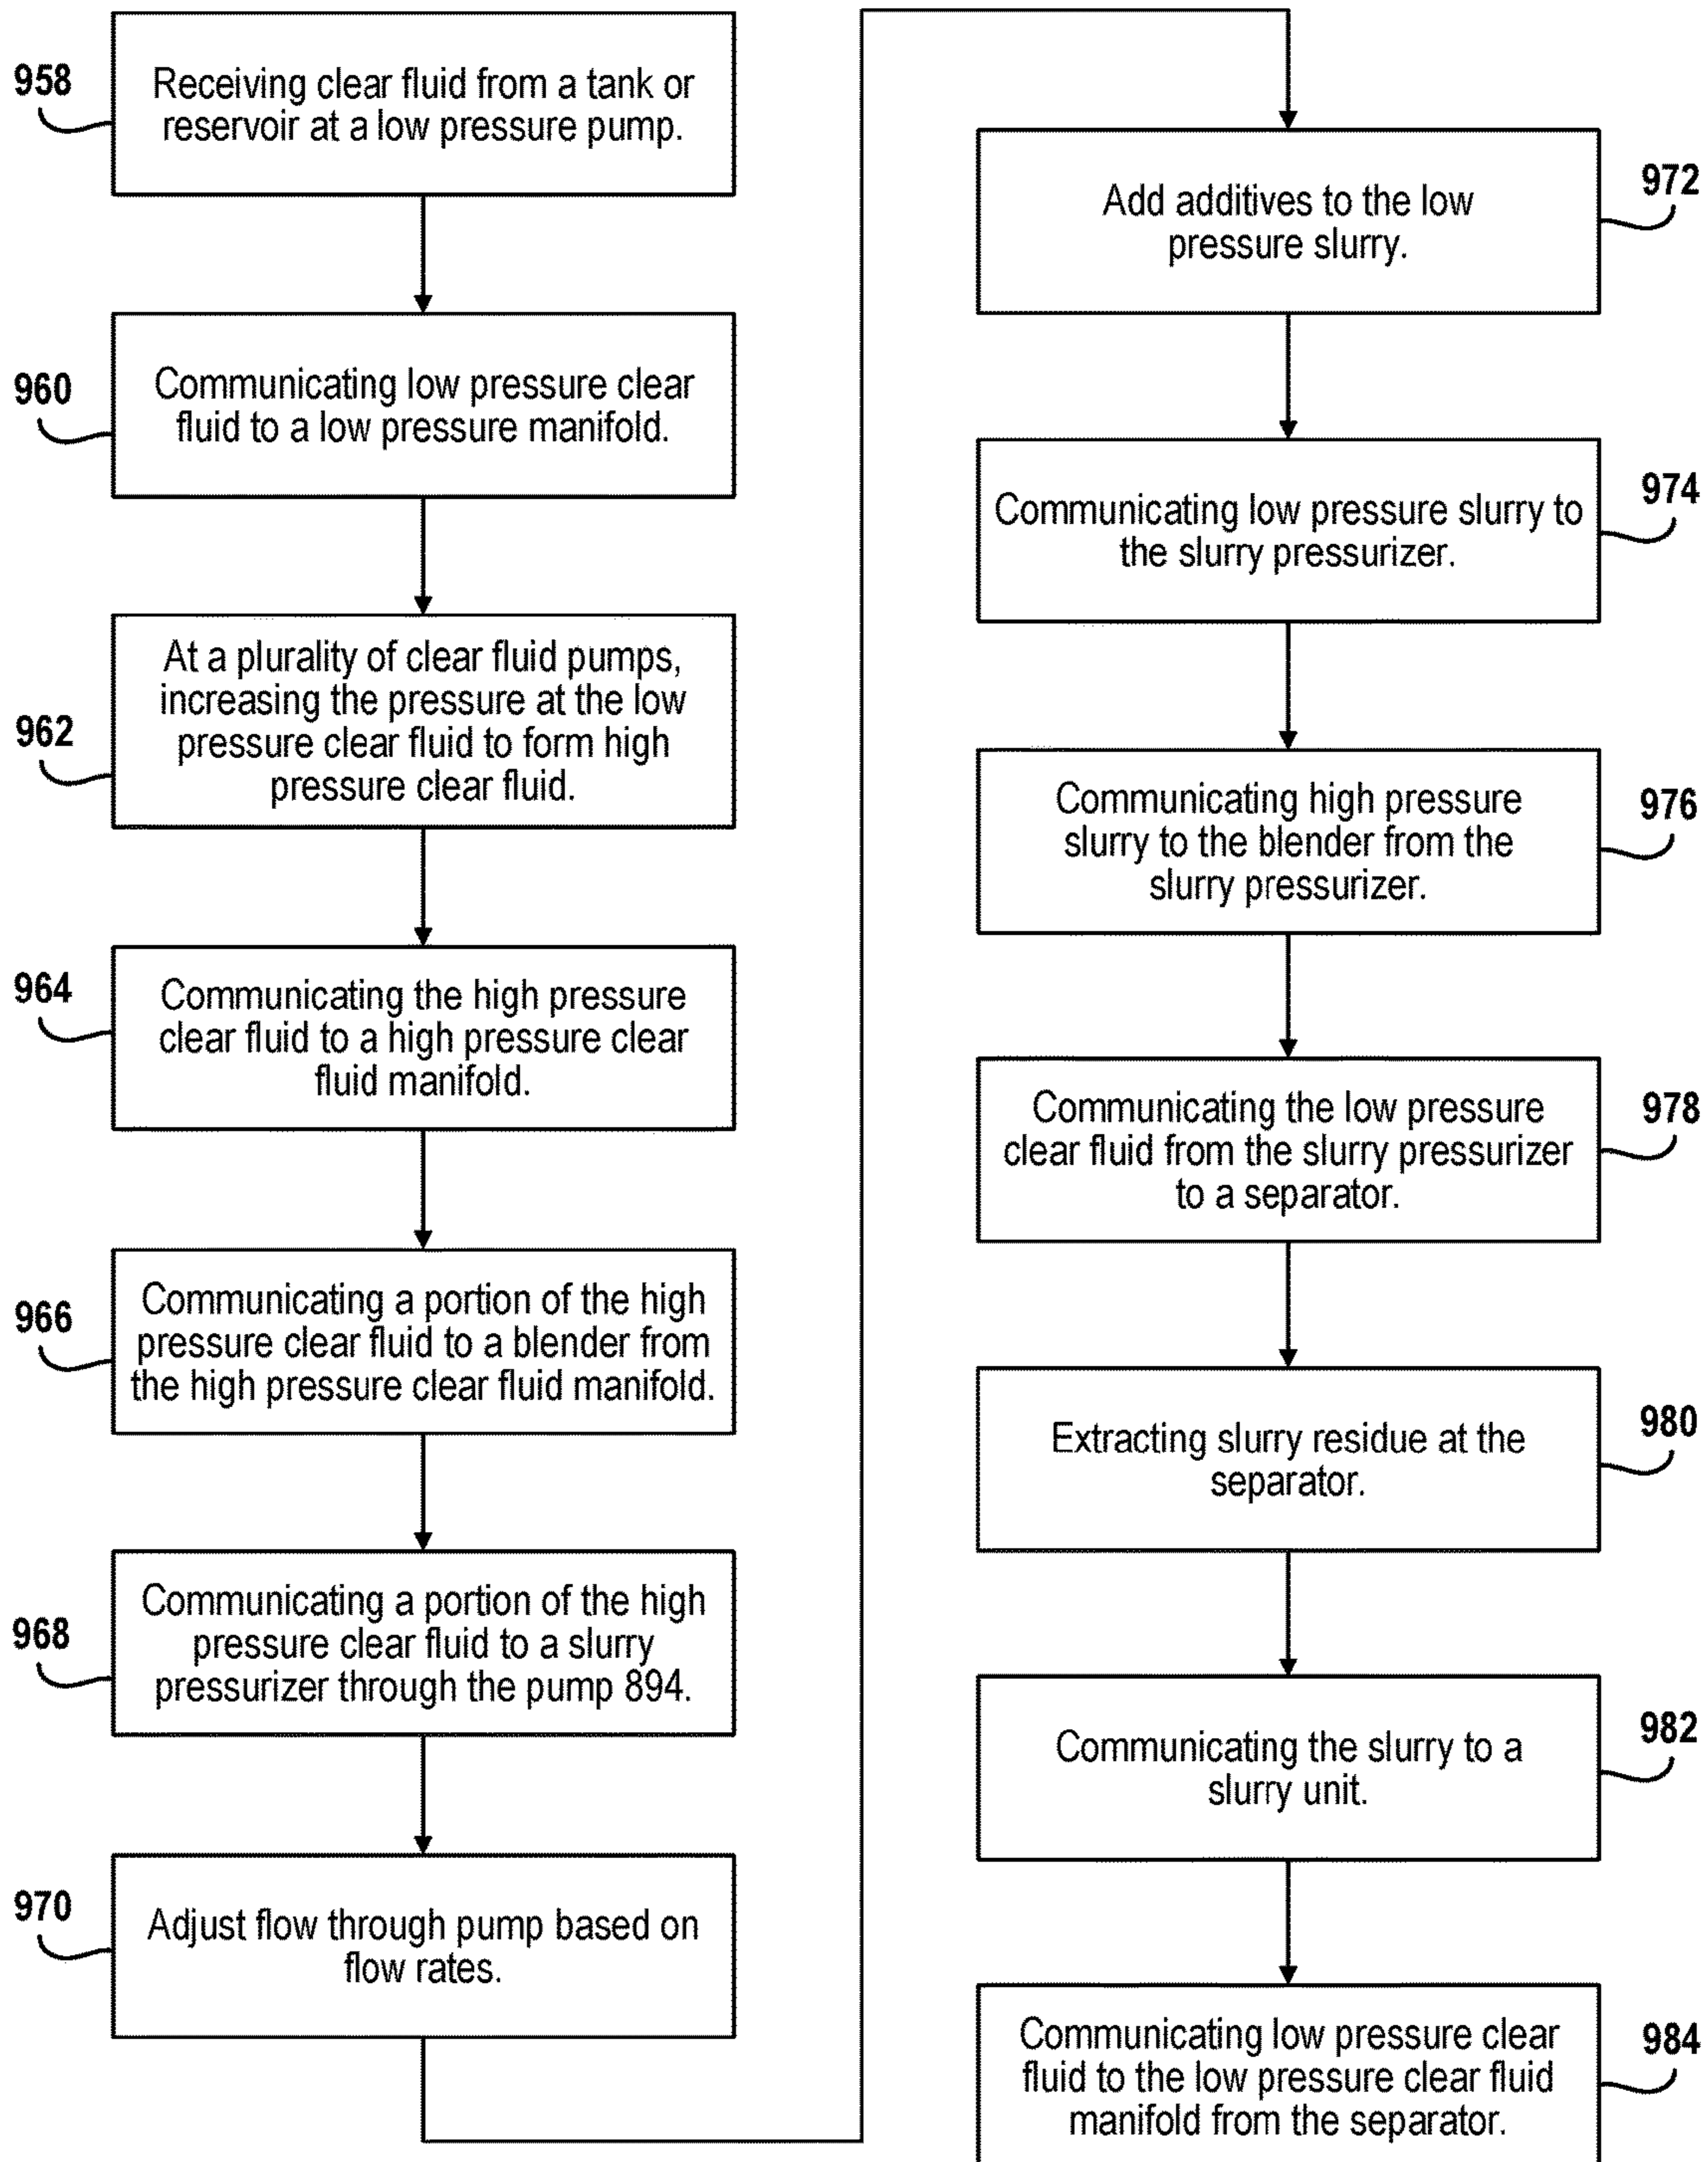 958
Receiving clear fluid from a tank or
reservoir at a low pressure pump.
960
Communicating low pressure clear
fluid to a low pressure manifold.
962
At a plurality of clear fluid pumps,
increasing the pressure at the low
pressure clear fluid to form high
pressure clear fluid.
964
Communicating the high pressure
clear fluid to a high pressure clear
fluid manifold.
966
Communicating a portion of the high
pressure clear fluid to a blender from
the high pressure clear fluid manifold.
968
Communicating a portion of the high
pressure clear fluid to a slurry
pressurizer through the pump 894.
970
Adjust flow through pump based on
flow rates.
972
Add additives to the low
pressure slurry.
974
Communicating low pressure slurry to
the slurry pressurizer.
976
Communicating high pressure
slurry to the blender from the
slurry pressurizer.
978
Communicating the low pressure
clear fluid from the slurry pressurizer
to a separator.
980
Extracting slurry residue at the
separator.
982
Communicating the slurry to a
slurry unit.
984
Communicating low pressure clear
fluid to the low pressure clear fluid
manifold from the separator.